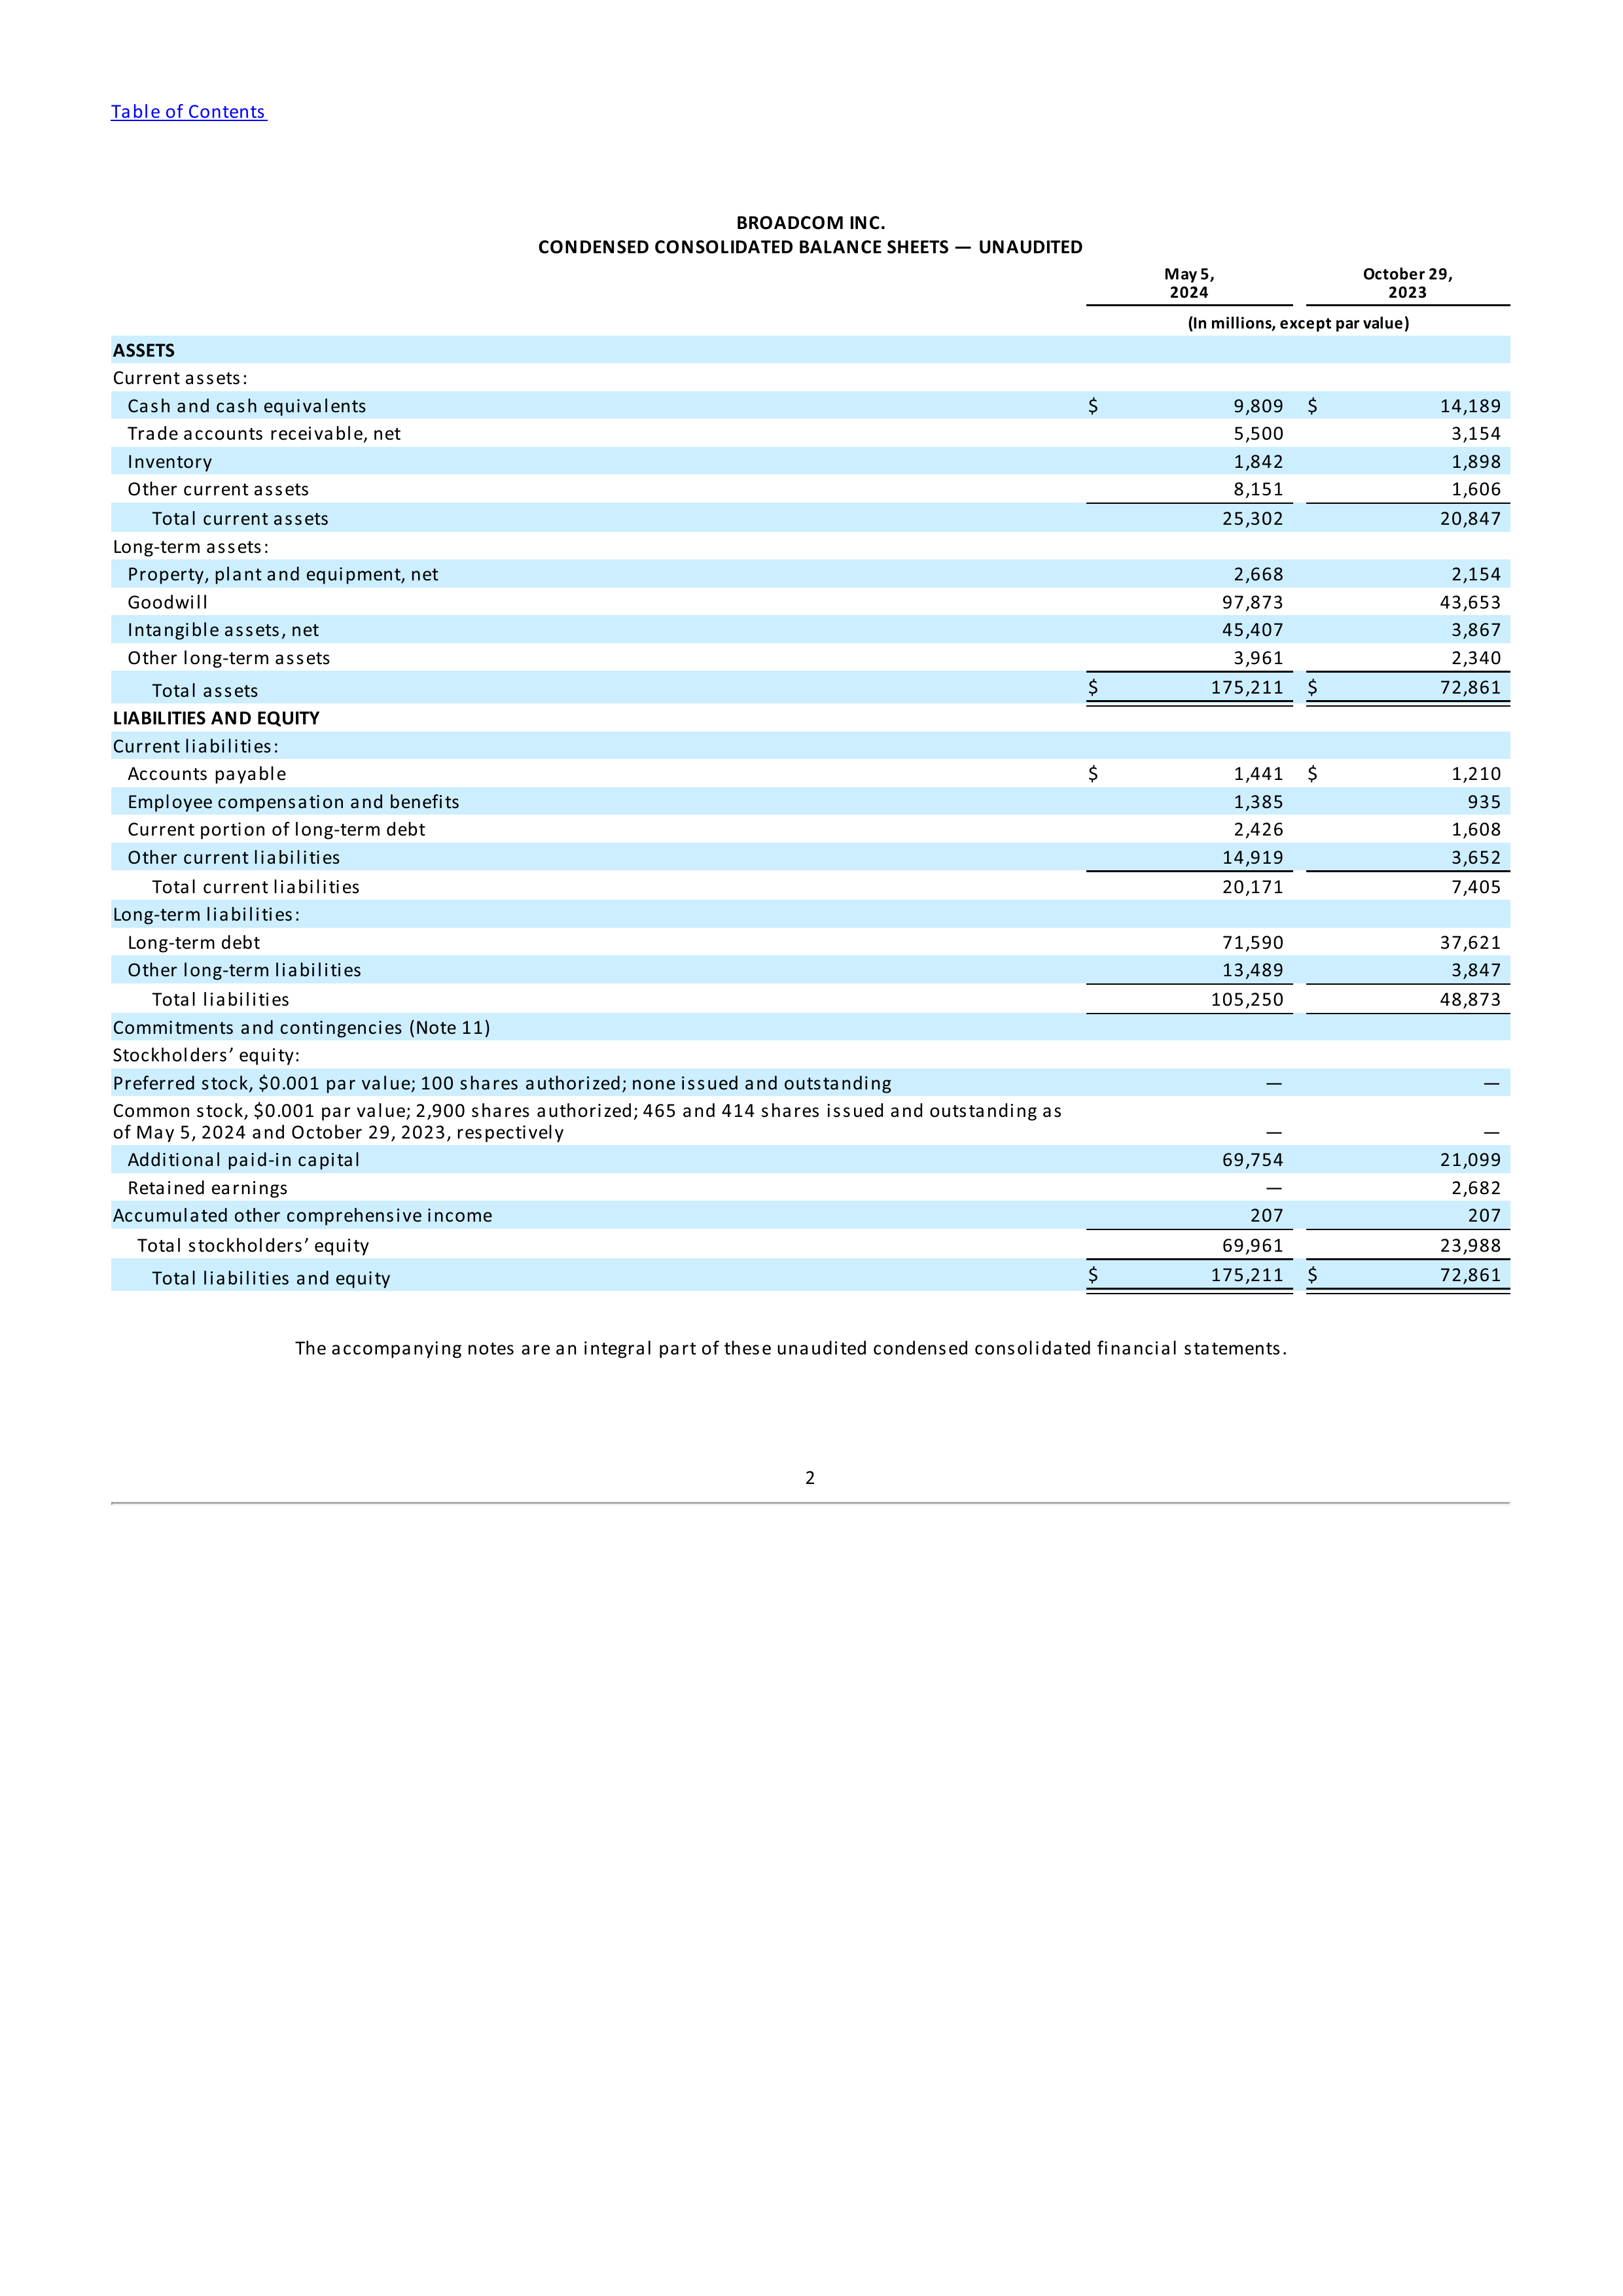 Table of Contents
BROADCOM INC.
CONDENSED CONSOLIDATED BALANCE SHEETS — UNAUDITED
May 5, 2024 October 29, 2023
(In millions, except par value)
ASSETS
Current assets:
Cash and cash equivalents $ 9,809 $ 14,189
Trade accounts receivable, net 5,500 3,154
Inventory 1,842 1,898
Other current assets 8,151 1,606
Total current assets 25,302 20,847
Long-term assets:
Property, plant and equipment, net 2,668 2,154
Goodwill 97,873 43,653
Intangible assets, net 45,407 3,867
Other long-term assets 3,961 2,340
Total assets $ 175,211 $ 72,861
LIABILITIES AND EQUITY
Current liabilities:
Accounts payable $ 1,441 $ 1,210
Employee compensation and benefits 1,385 935
Current portion of long-term debt 2,426 1,608
Other current liabilities 14,919 3,652
Total current liabilities 20,171 7,405
Long-term liabilities:
Long-term debt 71,590 37,621
Other long-term liabilities 13,489 3,847
Total liabilities 105,250 48,873
Commitments and contingencies (Note 11)
Stockholders’ equity:
Preferred stock, $0.001 par value; 100 shares authorized; none issued and outstanding — —
Common stock, $0.001 par value; 2,900 shares authorized; 465 and 414 shares issued and outstanding as
of May 5, 2024 and October 29, 2023, respectively — —
Additional paid-in capital 69,754 21,099
Retained earnings — 2,682
Accumulated other comprehensive income 207 207
Total stockholders’ equity 69,961 23,988
Total liabilities and equity $ 175,211 $ 72,861
The accompanying notes are an integral part of these unaudited condensed consolidated financial statements.
2